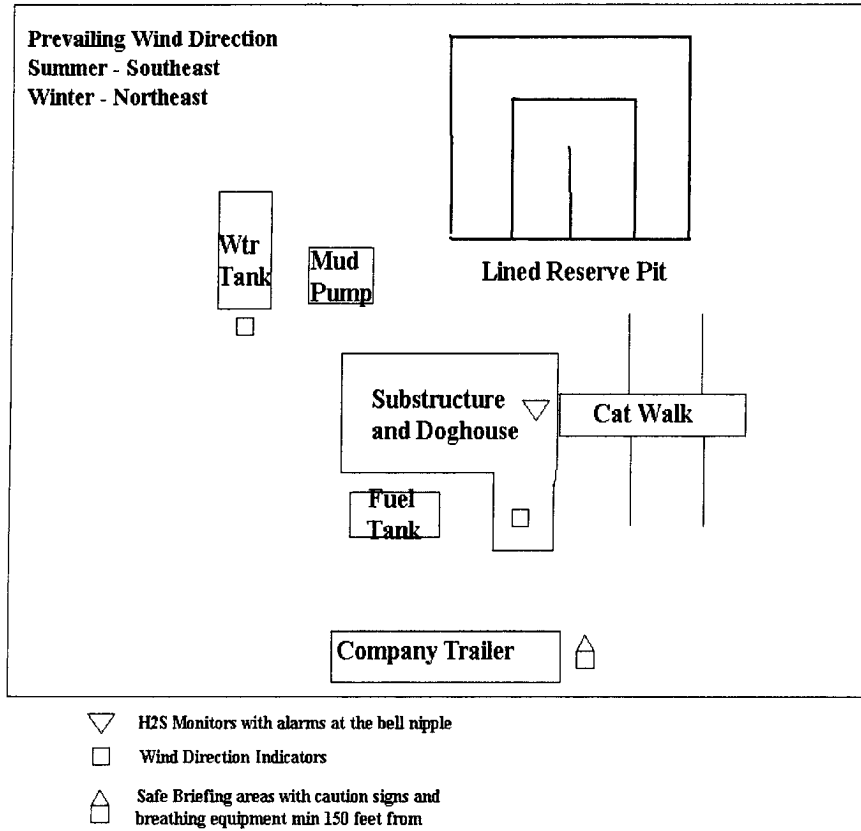 Prevailing Wind Direction
Summer - Southeast
Winter - Northeast
Wtr
Tank
Mud
Pump
Lined Reserve Pit
Substructure
and Doghouse
Cat Walk
Fuel
Tank
Company Trailer
H2S Monitors with alarms at the bell nipple
Wind Direction Indicators
Safe Briefing areas with caution signs and
breathing equipment min 150 feet from